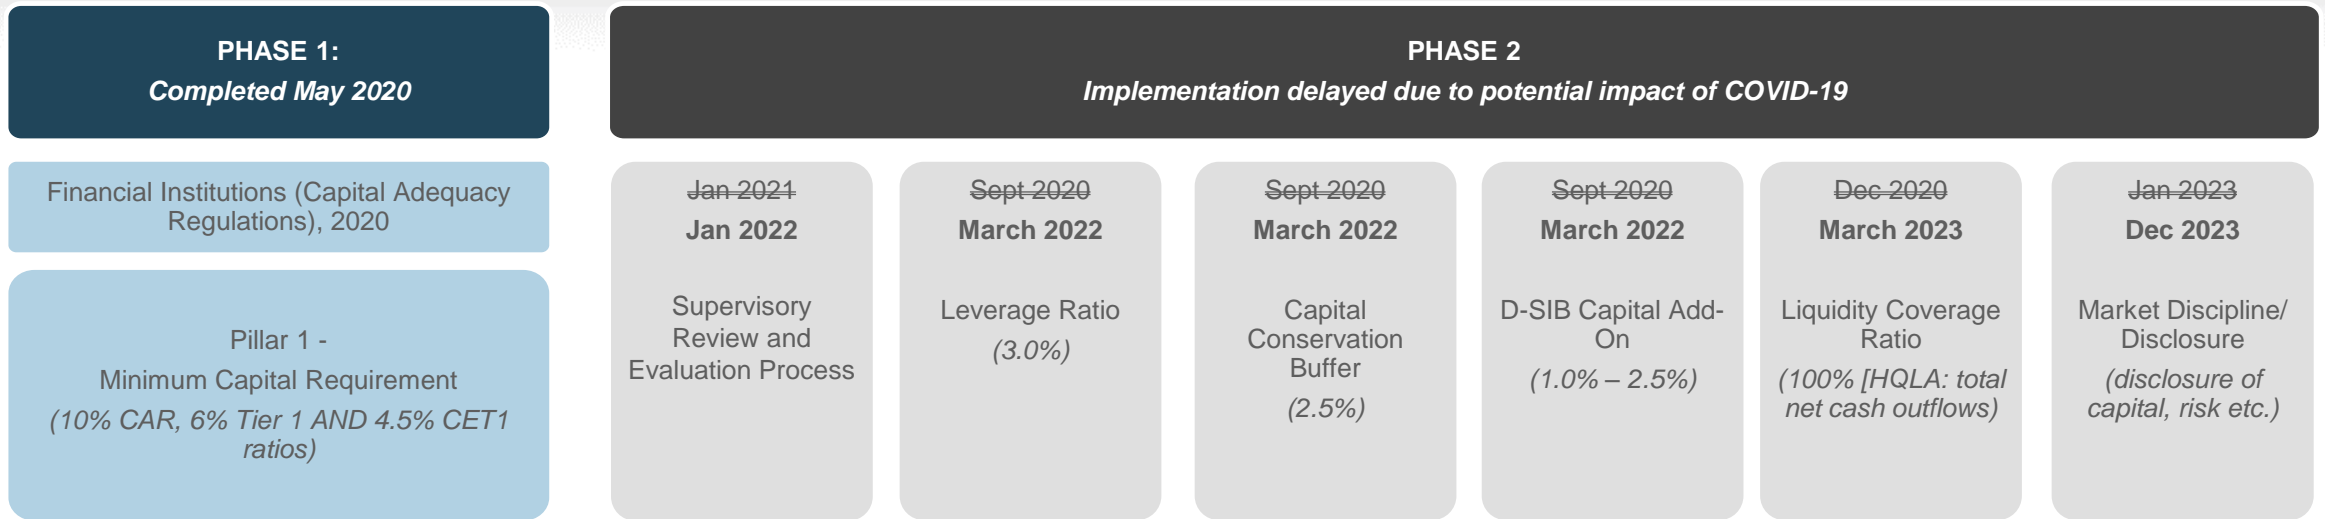 PHASE 1:
Completed May 2020
Financial Institutions (Capital Adequacy
Regulations), 2020
Pillar 1 -
Minimum Capital Requirement
(10% CAR, 6% Tier 1 AND 4.5% CET1
ratios)
PHASE 2
Implementation delayed due to potential impact of COVID-19
Jan 2021
Jan 2022
Supervisory
Review and
Evaluation Process
Sept 2020
March 2022
Leverage Ratio
(3.0%)
Sept 2020
March 2022
Capital
Conservation
Buffer
(2.5%)
Sept 2020
March 2022
D-SIB Capital Add-
On
(1.0% – 2.5%)
Dec 2020
March 2023
Liquidity Coverage
Ratio
(100% [HQLA: total
net cash outflows)
Jan 2023
Dec 2023
Market Discipline/
Disclosure
(disclosure of
capital, risk etc.)